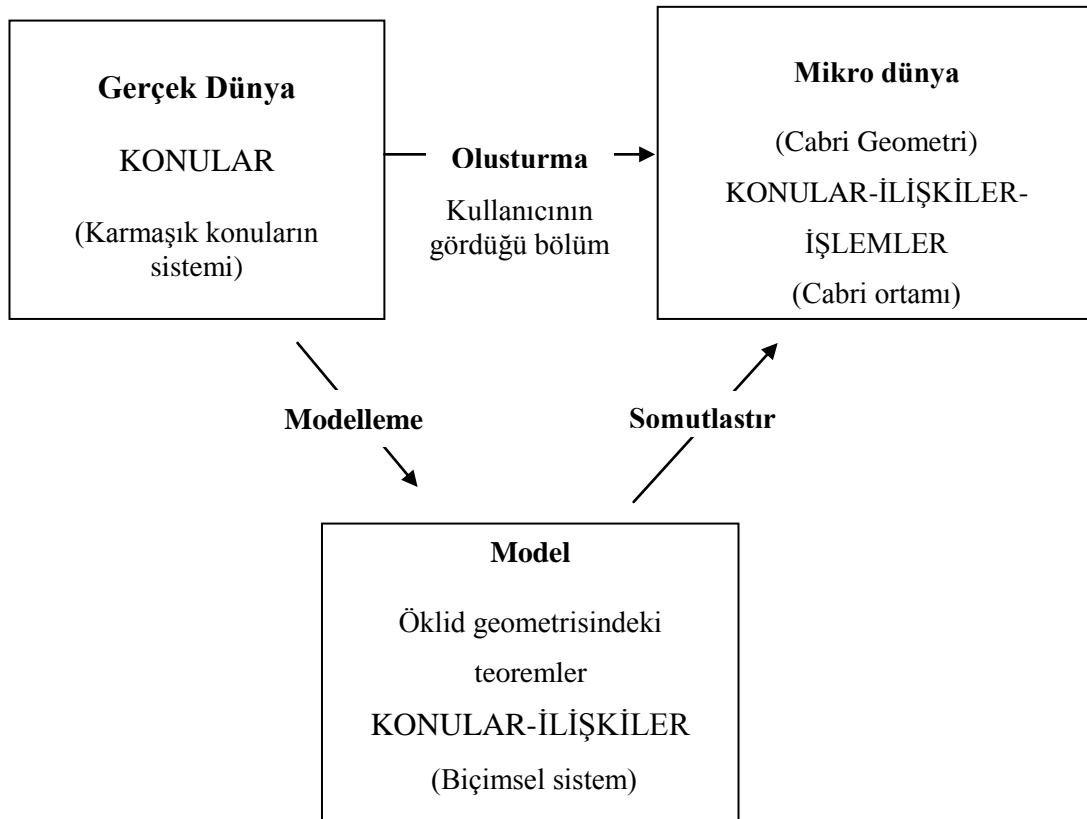 Gerçek Dünya
KONULAR
(Karmaşık konuların
sistemi)
Olusturma
Kullanıcının
gördüğü bölüm
Mikro dünya
(Cabri Geometri)
KONULAR-İLİŞKİLER-
İŞLEMLER
(Cabri ortamı)
Modelleme
Somutlastır
Model
Öklid geometrisindeki
teoremler
KONULAR-İLİŞKİLER
(Biçimsel sistem)